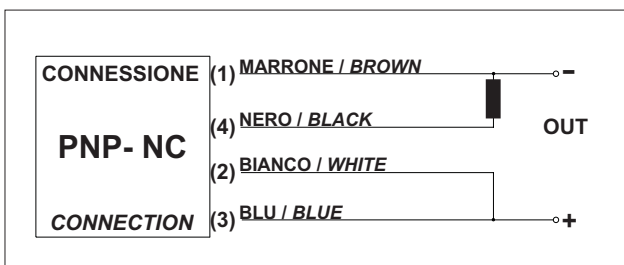 CONNESSIONE (1) MARRONE / BROWN -
(4) NERO / BLACK OUT
PNP- NC
(2) BIANCO / WHITE
CONNECTION (3) BLU / BLUE +